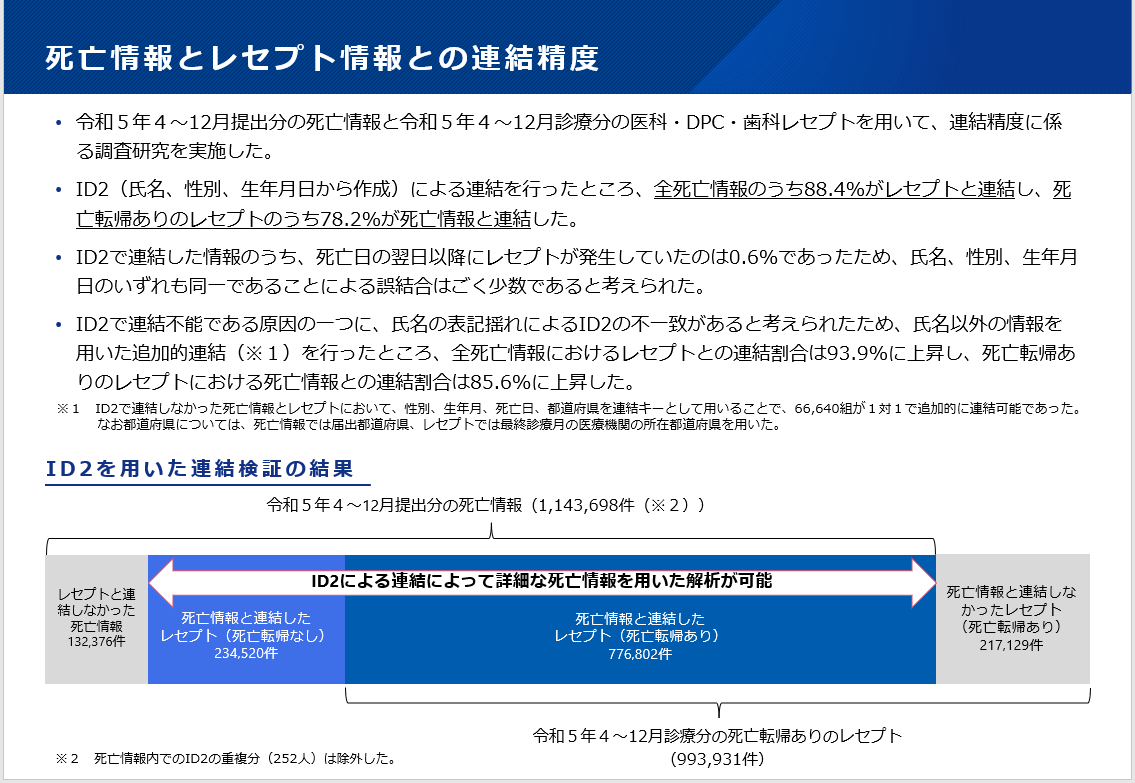 死亡情報とレセプト情報との連結精度
• 令和５年４～12月提出分の死亡情報と令和５年４～12月診療分の医科・DPC・歯科レセプトを用いて、連結精度に係
る調査研究を実施した。
• ID2（氏名、性別、生年月日から作成）による連結を行ったところ、全死亡情報のうち88.4%がレセプトと連結し、死
亡転帰ありのレセプトのうち78.2%が死亡情報と連結した。
• ID2で連結した情報のうち、死亡日の翌日以降にレセプトが発生していたのは0.6%であったため、氏名、性別、生年月
日のいずれも同一であることによる誤結合はごく少数であると考えられた。
• ID2で連結不能である原因の一つに、氏名の表記揺れによるID2の不一致があると考えられたため、氏名以外の情報を
用いた追加的連結（※１）を行ったところ、全死亡情報におけるレセプトとの連結割合は93.9%に上昇し、死亡転帰あ
りのレセプトにおける死亡情報との連結割合は85.6%に上昇した。
※１ ID2で連結しなかった死亡情報とレセプトにおいて、性別、生年月、死亡日、都道府県を連結キーとして用いることで、66,640組が１対１で追加的に連結可能であった。
なお都道府県については、死亡情報では届出都道府県、レセプトでは最終診療月の医療機関の所在都道府県を用いた。
ID2を用いた連結検証の結果
令和５年４～12月提出分の死亡情報（1,143,698件（※２））
ID2による連結によって詳細な死亡情報を用いた解析が可能
レセプトと連
結しなかった
死亡情報
132,376件
死亡情報と連結した
レセプト（死亡転帰なし）
234,520件
死亡情報と連結した
レセプト（死亡転帰あり）
776,802件
死亡情報と連結しな
かったレセプト
（死亡転帰あり）
217,129件
令和５年４～12月診療分の死亡転帰ありのレセプト
（993,931件）
※２ 死亡情報内でのID2の重複分（252人）は除外した。